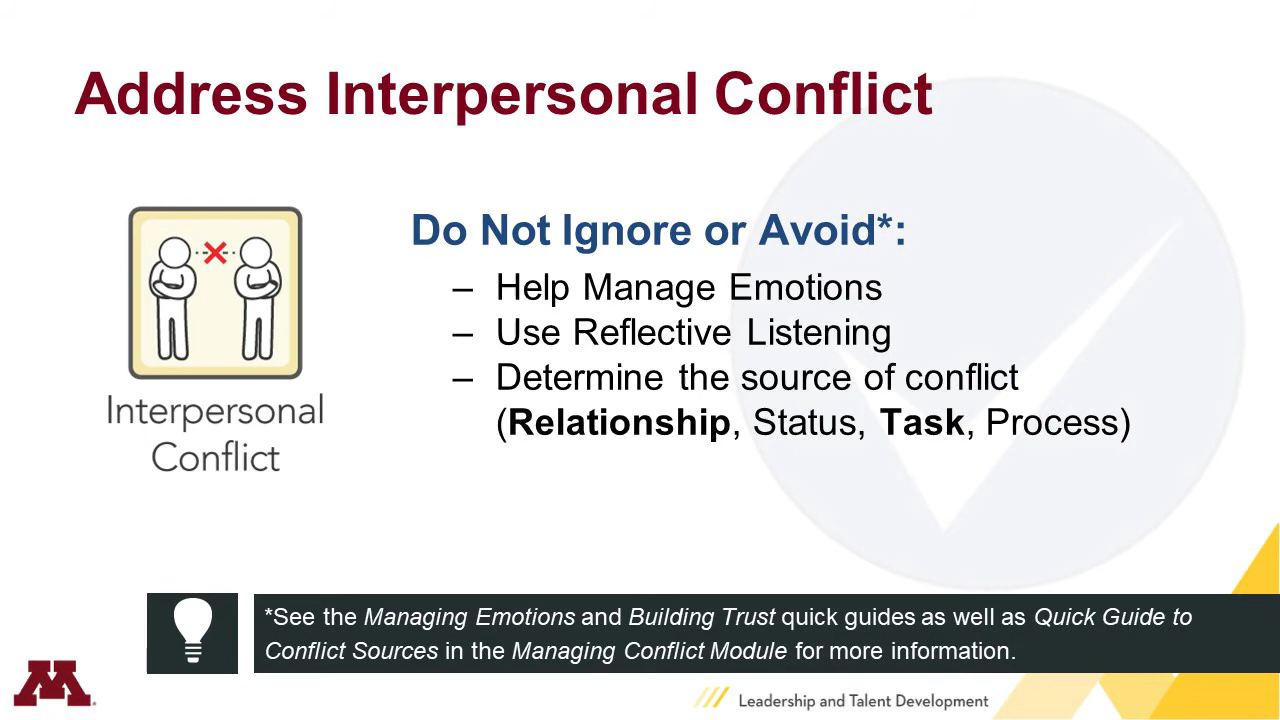 Address Interpersonal Conflict
Do Not Ignore or Avoid*:
– Help Manage Emotions
– Use Reflective Listening
– Determine the source of conflict
(Relationship, Status, Task, Process)
Interpersonal
Conflict
*See the Managing Emotions and Building Trust quick guides as well as Quick Guide to
Conflict Sources in the Managing Conflict Module for more information.
M
Leadership and Talent Development